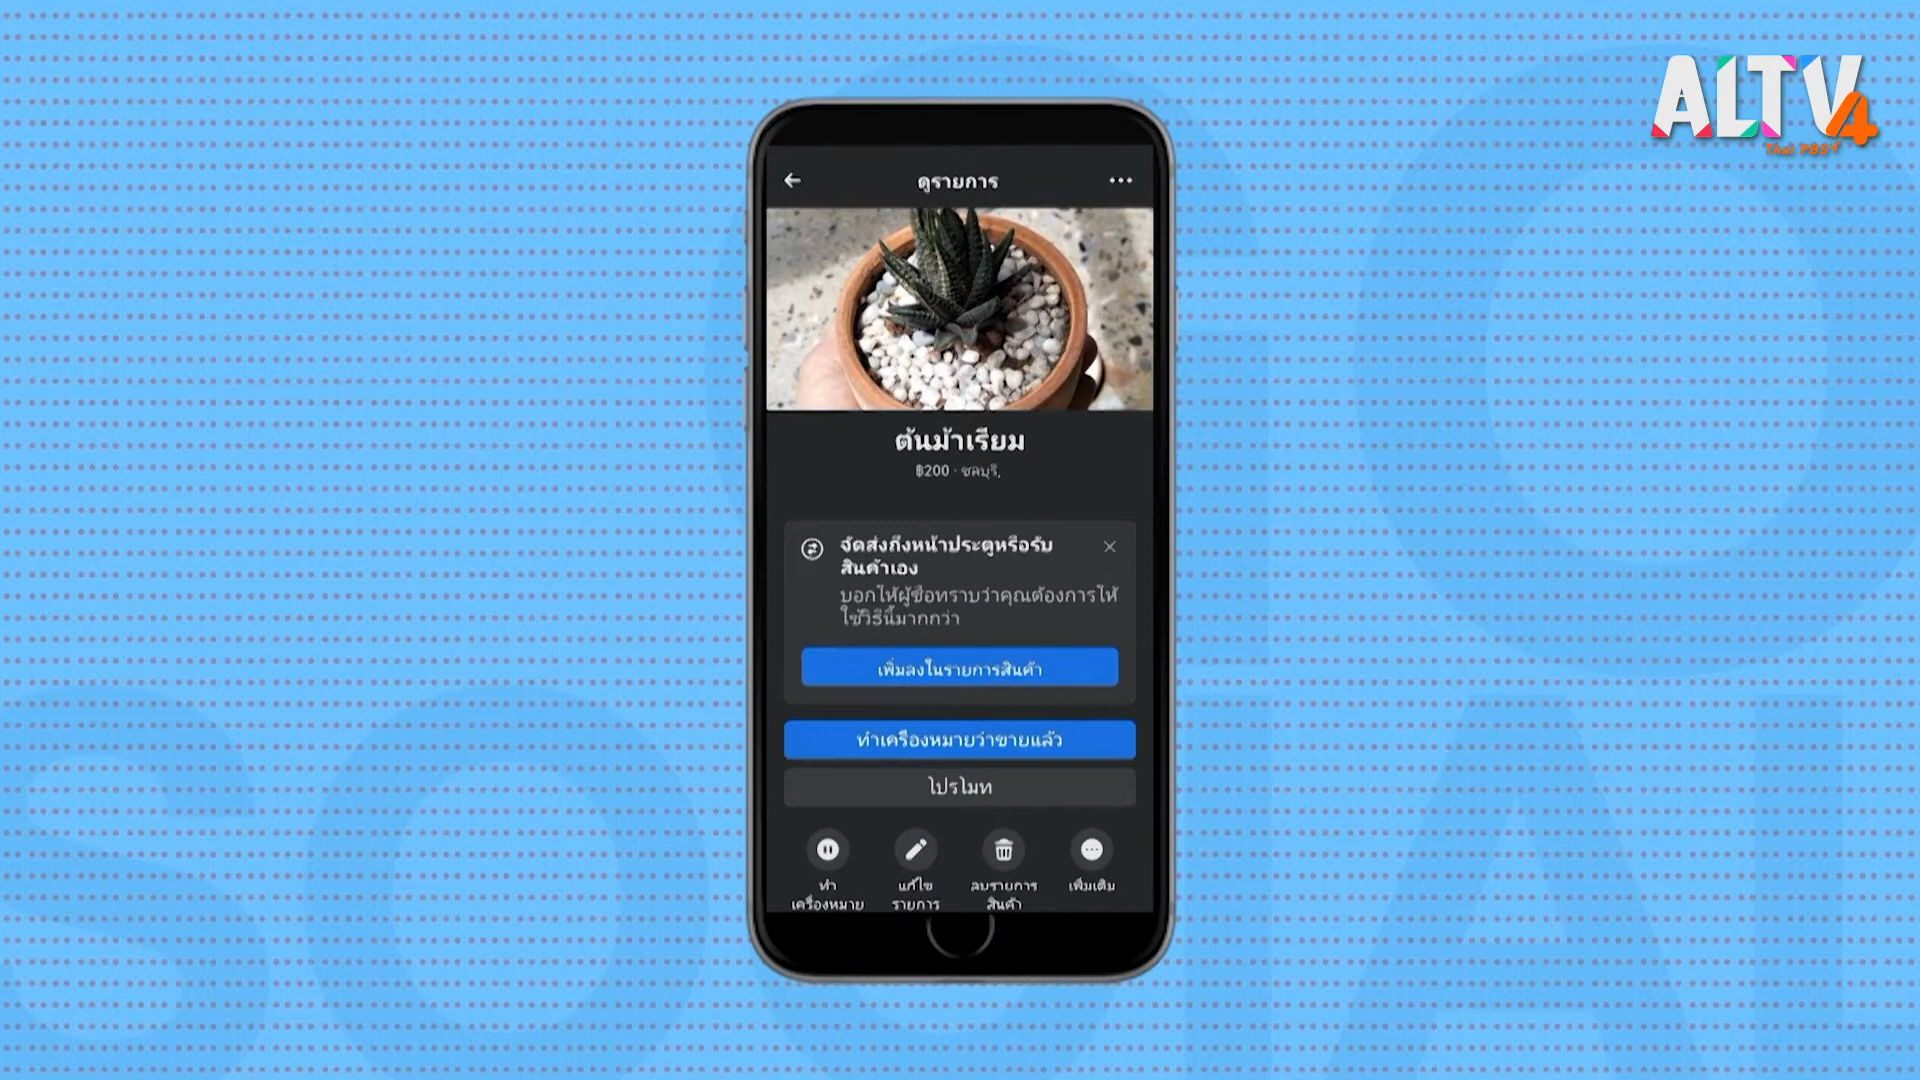 ALTV4
Thai PBS
ดูรายการ
ต้นม้าเรียม
฿200 · ชลบุรี,
จัดส่งถึงหน้าประตูหรือรับ
สินค้าเอง
บอกให้ผู้ซื้อทราบว่าคุณต้องการให้
ใช้วิธีนี้มากกว่า
เพิ่มลงในรายการสินค้า
ทำเครื่องหมายว่าขายแล้ว
โปรโมท
ทำ
เครื่องหมาย
แก้ไข
รายการ
ลบรายการ
สินค้า
เพิ่มเติม
SOCIAL